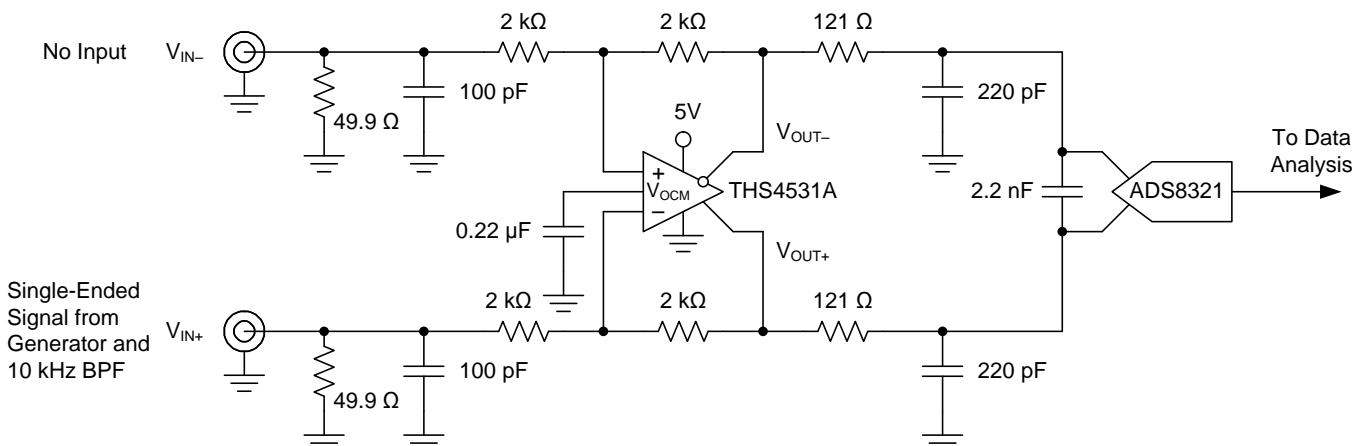 2 kΩ 2 kΩ 121 Ω
No Input V_IN–
100 pF 220 pF
49.9 Ω
5V
V_OUT–
To Data
Analysis
+
V_OCM THS4531A 2.2 nF ADS8321
–
0.22 µF
V_OUT+
Single-Ended
Signal from
Generator and
10 kHz BPF
V_IN+
2 kΩ 2 kΩ 121 Ω
100 pF 220 pF
49.9 Ω